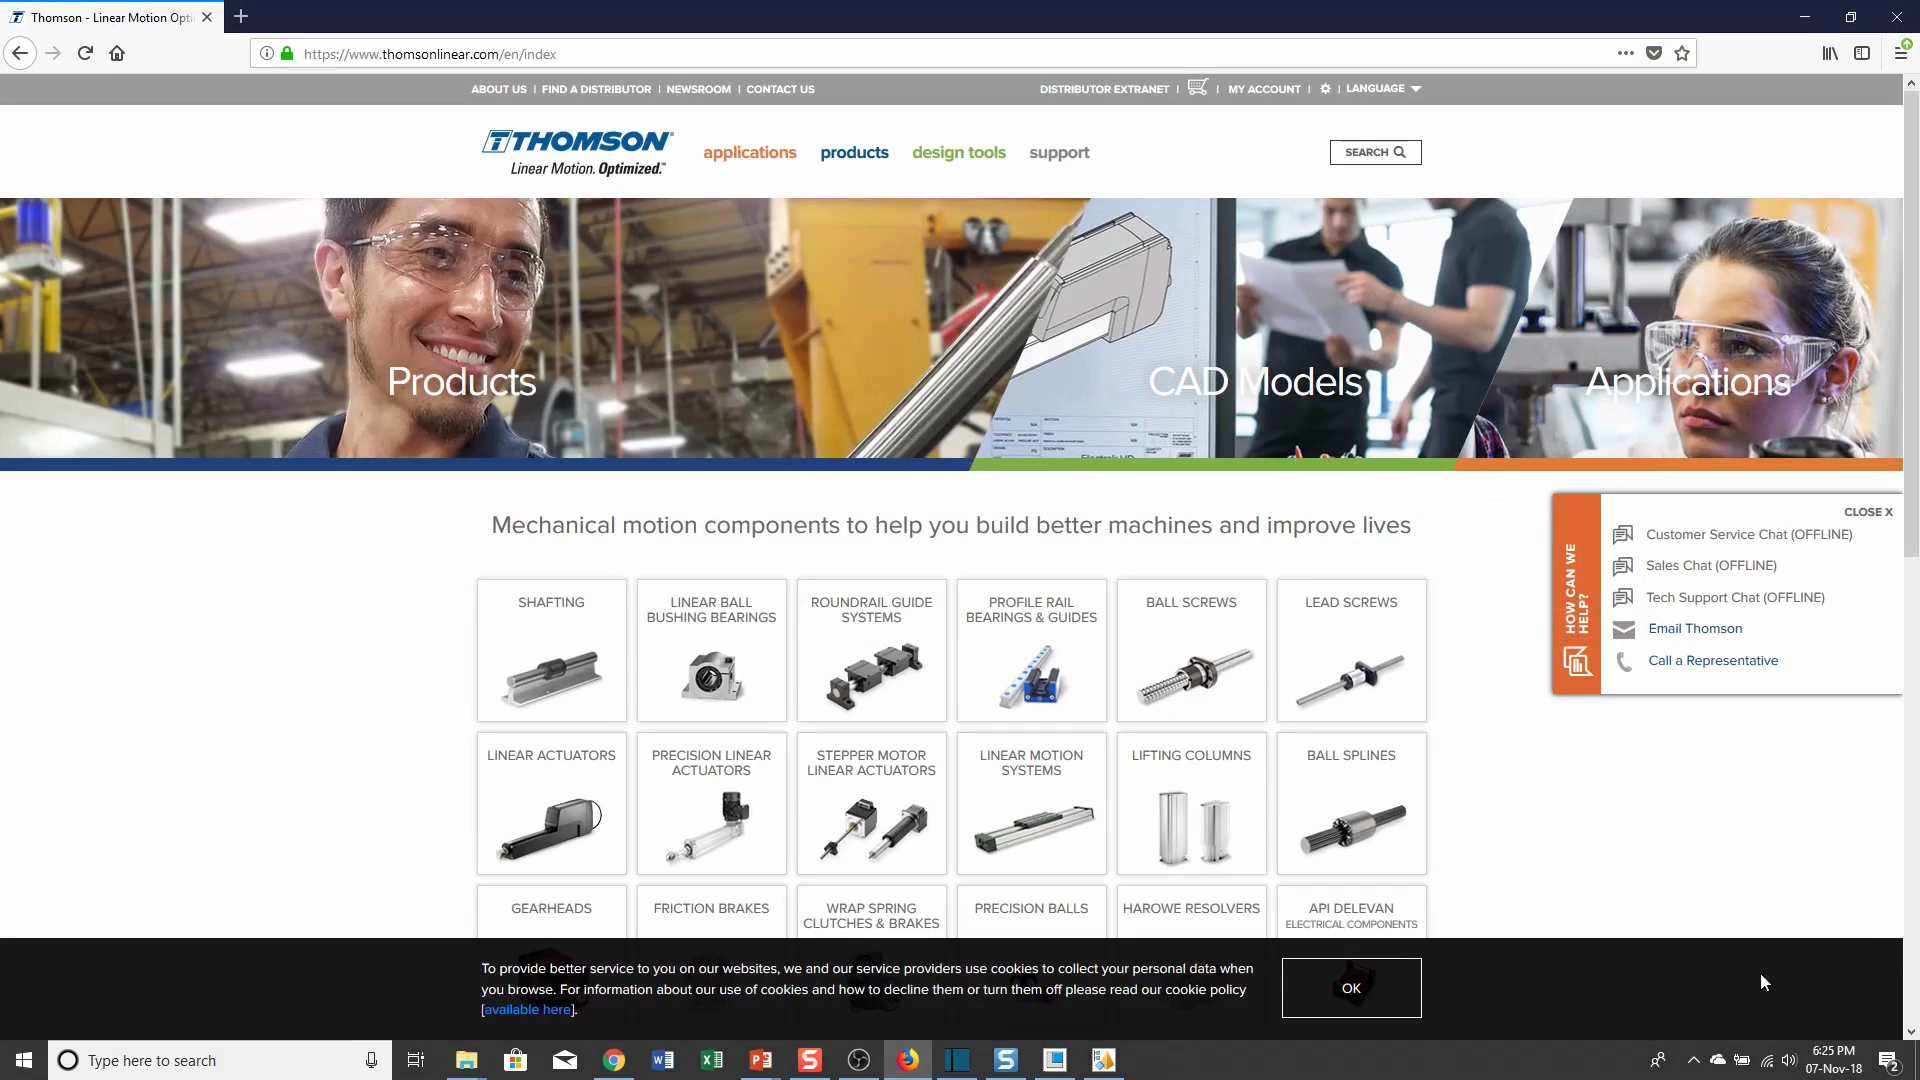 Thomson - Linear Motion Opti
https://www.thomsonlinear.com/en/index
ABOUT US | FIND A DISTRIBUTOR | NEWSROOM | CONTACT US
DISTRIBUTOR EXTRANET | | MY ACCOUNT | | LANGUAGE
THOMSON®
Linear Motion. Optimized.™
applications products design tools support
SEARCH
Products
CAD Models
Applications
Mechanical motion components to help you build better machines and improve lives
CLOSE X
HOW CAN WE
HELP?
Customer Service Chat (OFFLINE)
Sales Chat (OFFLINE)
Tech Support Chat (OFFLINE)
Email Thomson
Call a Representative
SHAFTING
LINEAR BALL
BUSHING BEARINGS
ROUNDRAIL GUIDE
SYSTEMS
PROFILE RAIL
BEARINGS & GUIDES
BALL SCREWS
LEAD SCREWS
LINEAR ACTUATORS
PRECISION LINEAR
ACTUATORS
STEPPER MOTOR
LINEAR ACTUATORS
LINEAR MOTION
SYSTEMS
LIFTING COLUMNS
BALL SPLINES
GEARHEADS
FRICTION BRAKES
WRAP SPRING
CLUTCHES & BRAKES
PRECISION BALLS
HAROWE RESOLVERS
API DELEVAN
ELECTRICAL COMPONENTS
To provide better service to you on our websites, we and our service providers use cookies to collect your personal data when
you browse. For information about our use of cookies and how to decline them or turn them off please read our cookie policy
[available here].
OK
Type here to search
6:25 PM
07-Nov-18
2